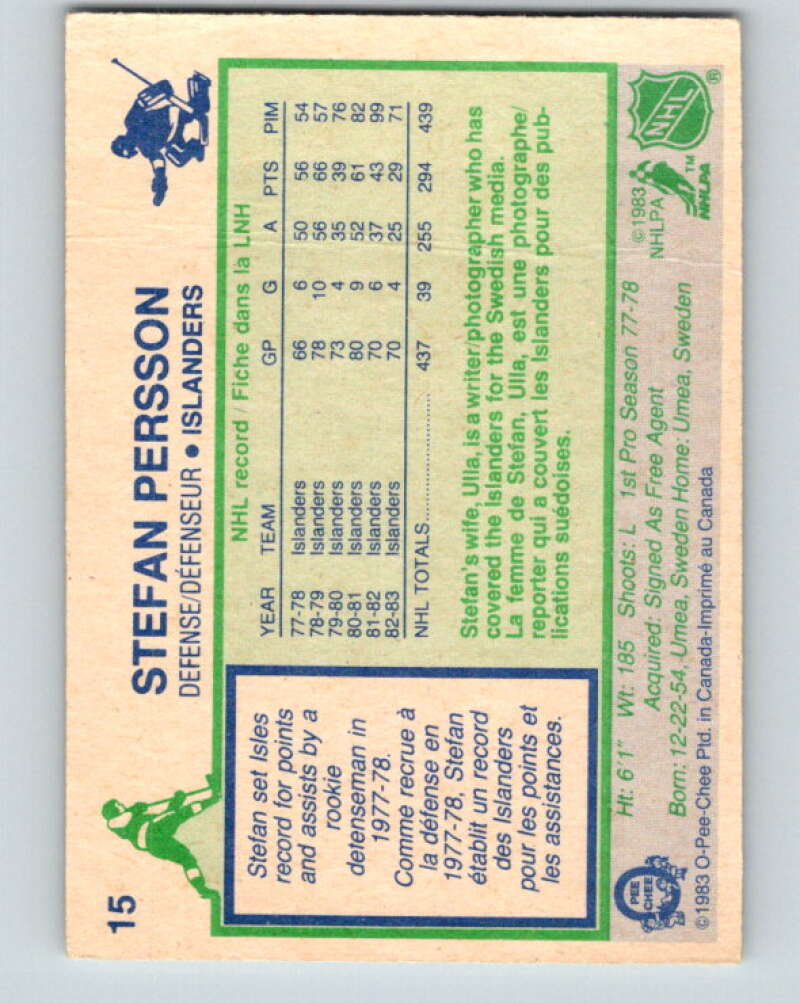 15
STEFAN PERSSON
DEFENSE/DÉFENSEUR • ISLANDERS
Stefan set Isles
record for points
and assists by a
rookie
detenseman in
1977-78.
Comme recrue à
la défense en
1977-78, Stefan
établit un record
des Islanders
pour les points et
les assistances.
NHL record / Fiche dans la LNH
YEAR TEAM GP G A PTS PIM
77-78 Islanders 66 6 50 56 54
78-79 Islanders 78 10 56 66 57
79-80 Islanders 73 4 35 39 76
80-81 Islanders 80 9 52 61 82
81-82 Islanders 70 6 37 43 99
82-83 Islanders 70 4 25 29 71
NHL TOTALS 437 39 255 294 439
Stefan's wife, Ulla, is a writer/photographer who has
covered the Islanders for the Swedish media.
La femme de Stefan, Ulla, est une photographe/
reporter qui a couvert les Islanders pour des pub-
lications suédoises.
Ht: 6'1" Wt: 185 Shoots: L 1st Pro Season 77-78
Acquired: Signed As Free Agent
Born: 12-22-54, Umea, Sweden Home: Umea, Sweden
©1983 O-Pee-Chee Ptd. in Canada-Imprimé au Canada
PEE
CHEE
©1983
NHLPA
NHL ®
NHLPA ™